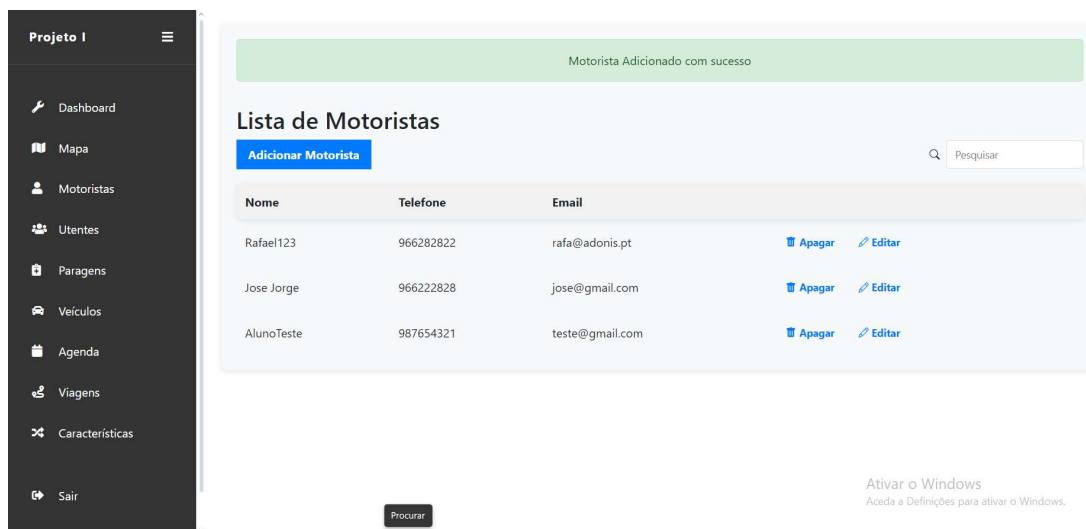 Projeto I
Dashboard
Mapa
Motoristas
Utentes
Paragens
Veículos
Agenda
Viagens
Características
Sair
Motorista Adicionado com sucesso
Lista de Motoristas
Adicionar Motorista
Pesquisar
Nome Telefone Email
Rafael123 966282822 rafa@adonis.pt Apagar Editar
Jose Jorge 966222828 jose@gmail.com Apagar Editar
AlunoTeste 987654321 teste@gmail.com Apagar Editar
Ativar o Windows
Aceda a Definições para ativar o Windows.
Procurar